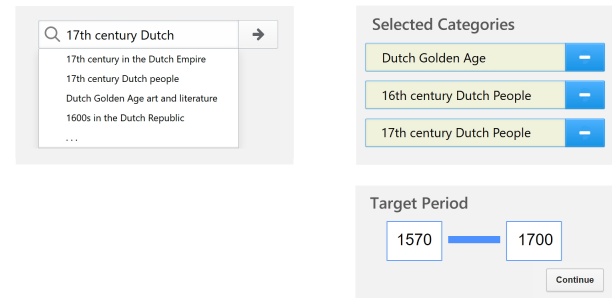 17th century Dutch
17th century in the Dutch Empire
17th century Dutch people
Dutch Golden Age art and literature
1600s in the Dutch Republic
...
Selected Categories
Dutch Golden Age
16th century Dutch People
17th century Dutch People
Target Period
1570
1700
Continue